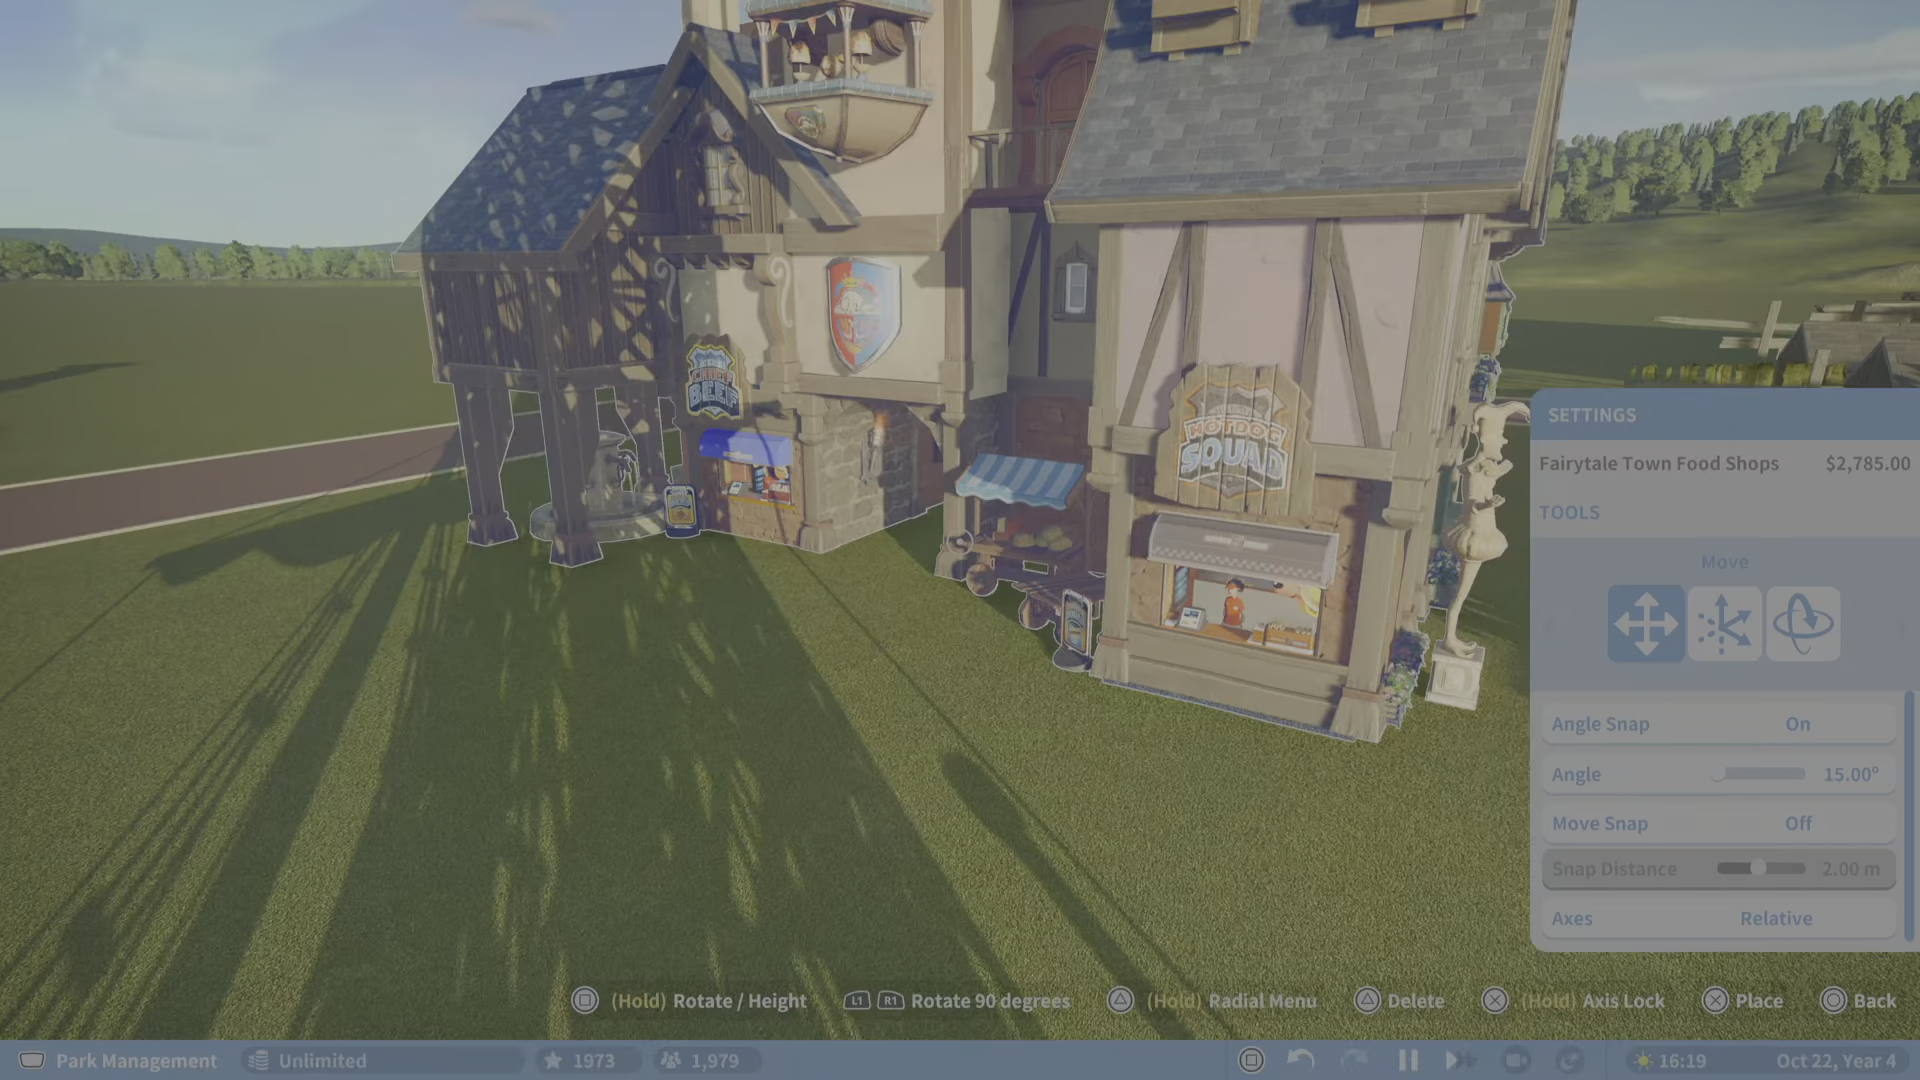 CHIEF
BEEF
HOTDOG
SQUAD
SETTINGS
Fairytale Town Food Shops $2,785.00
TOOLS
Move
Angle Snap On
Angle 15.00º
Move Snap Off
Snap Distance 2.00 m
Axes Relative
(Hold) Rotate / Height L1 R1 Rotate 90 degrees (Hold) Radial Menu Delete (Hold) Axis Lock Place Back
Park Management Unlimited 1973 1,979 16:19 Oct 22, Year 4